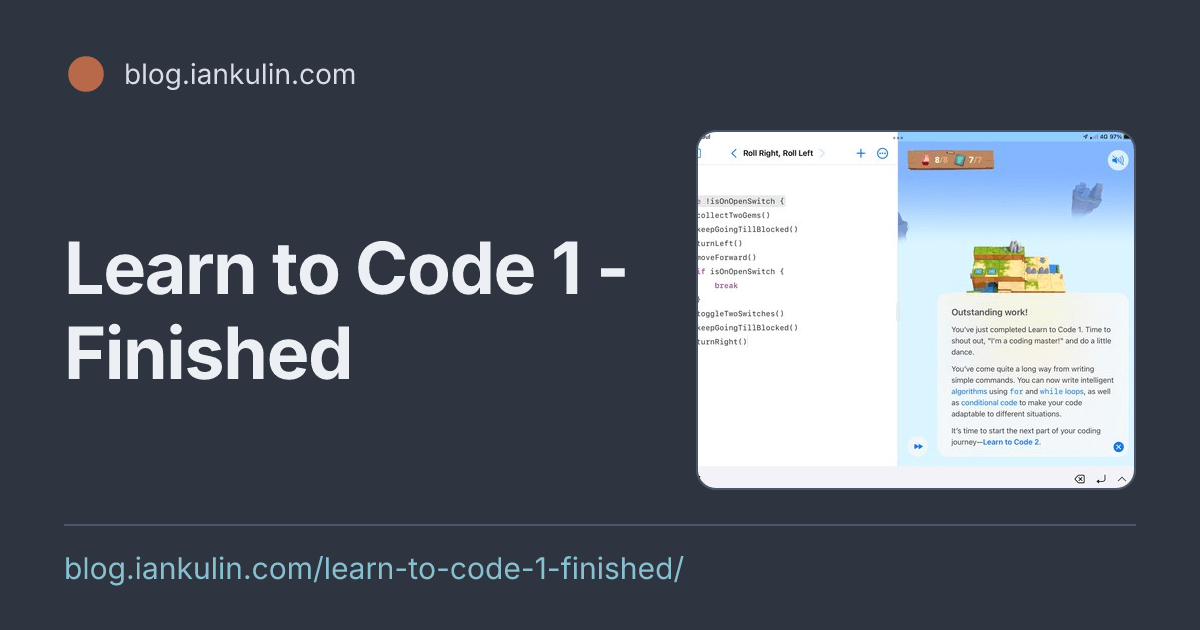 blog.iankulin.com
Learn to Code 1 -
Finished
Roll Right, Roll Left
!isOnOpenSwitch {
collectTwoGems()
keepGoingTillBlocked()
turnLeft()
moveForward()
if isOnOpenSwitch {
break
}
toggleTwoSwitches()
keepGoingTillBlocked()
turnRight()
4G 97%
8/8 7/7
Outstanding work!
You've just completed Learn to Code 1. Time to
shout out, "I'm a coding master!" and do a little
dance.
You've come quite a long way from writing
simple commands. You can now write intelligent
algorithms using for and while loops, as well
as conditional code to make your code
adaptable to different situations.
It's time to start the next part of your coding
journey—Learn to Code 2.
blog.iankulin.com/learn-to-code-1-finished/